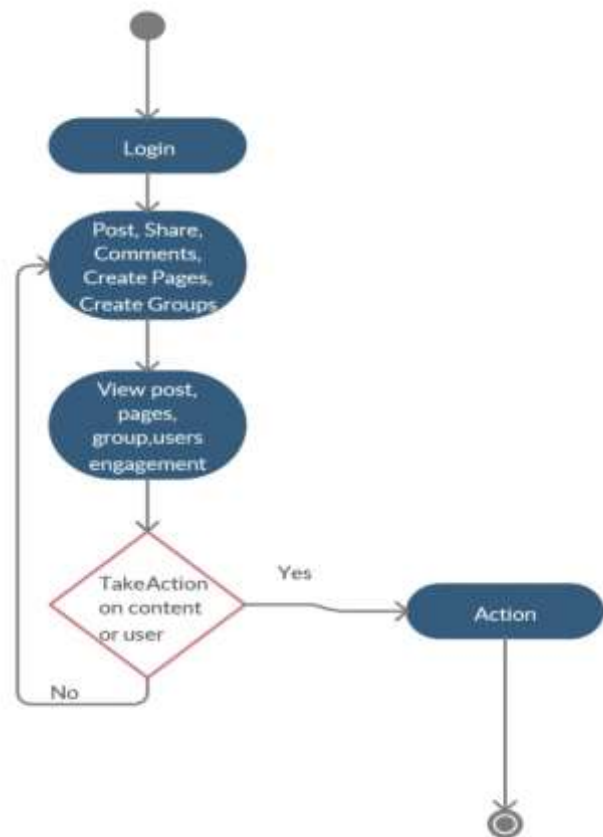 Login
Post, Share,
Comments,
Create Pages,
Create Groups
View post,
pages,
group,users
engagement
TakeAction
on content
or user
Yes
Action
No